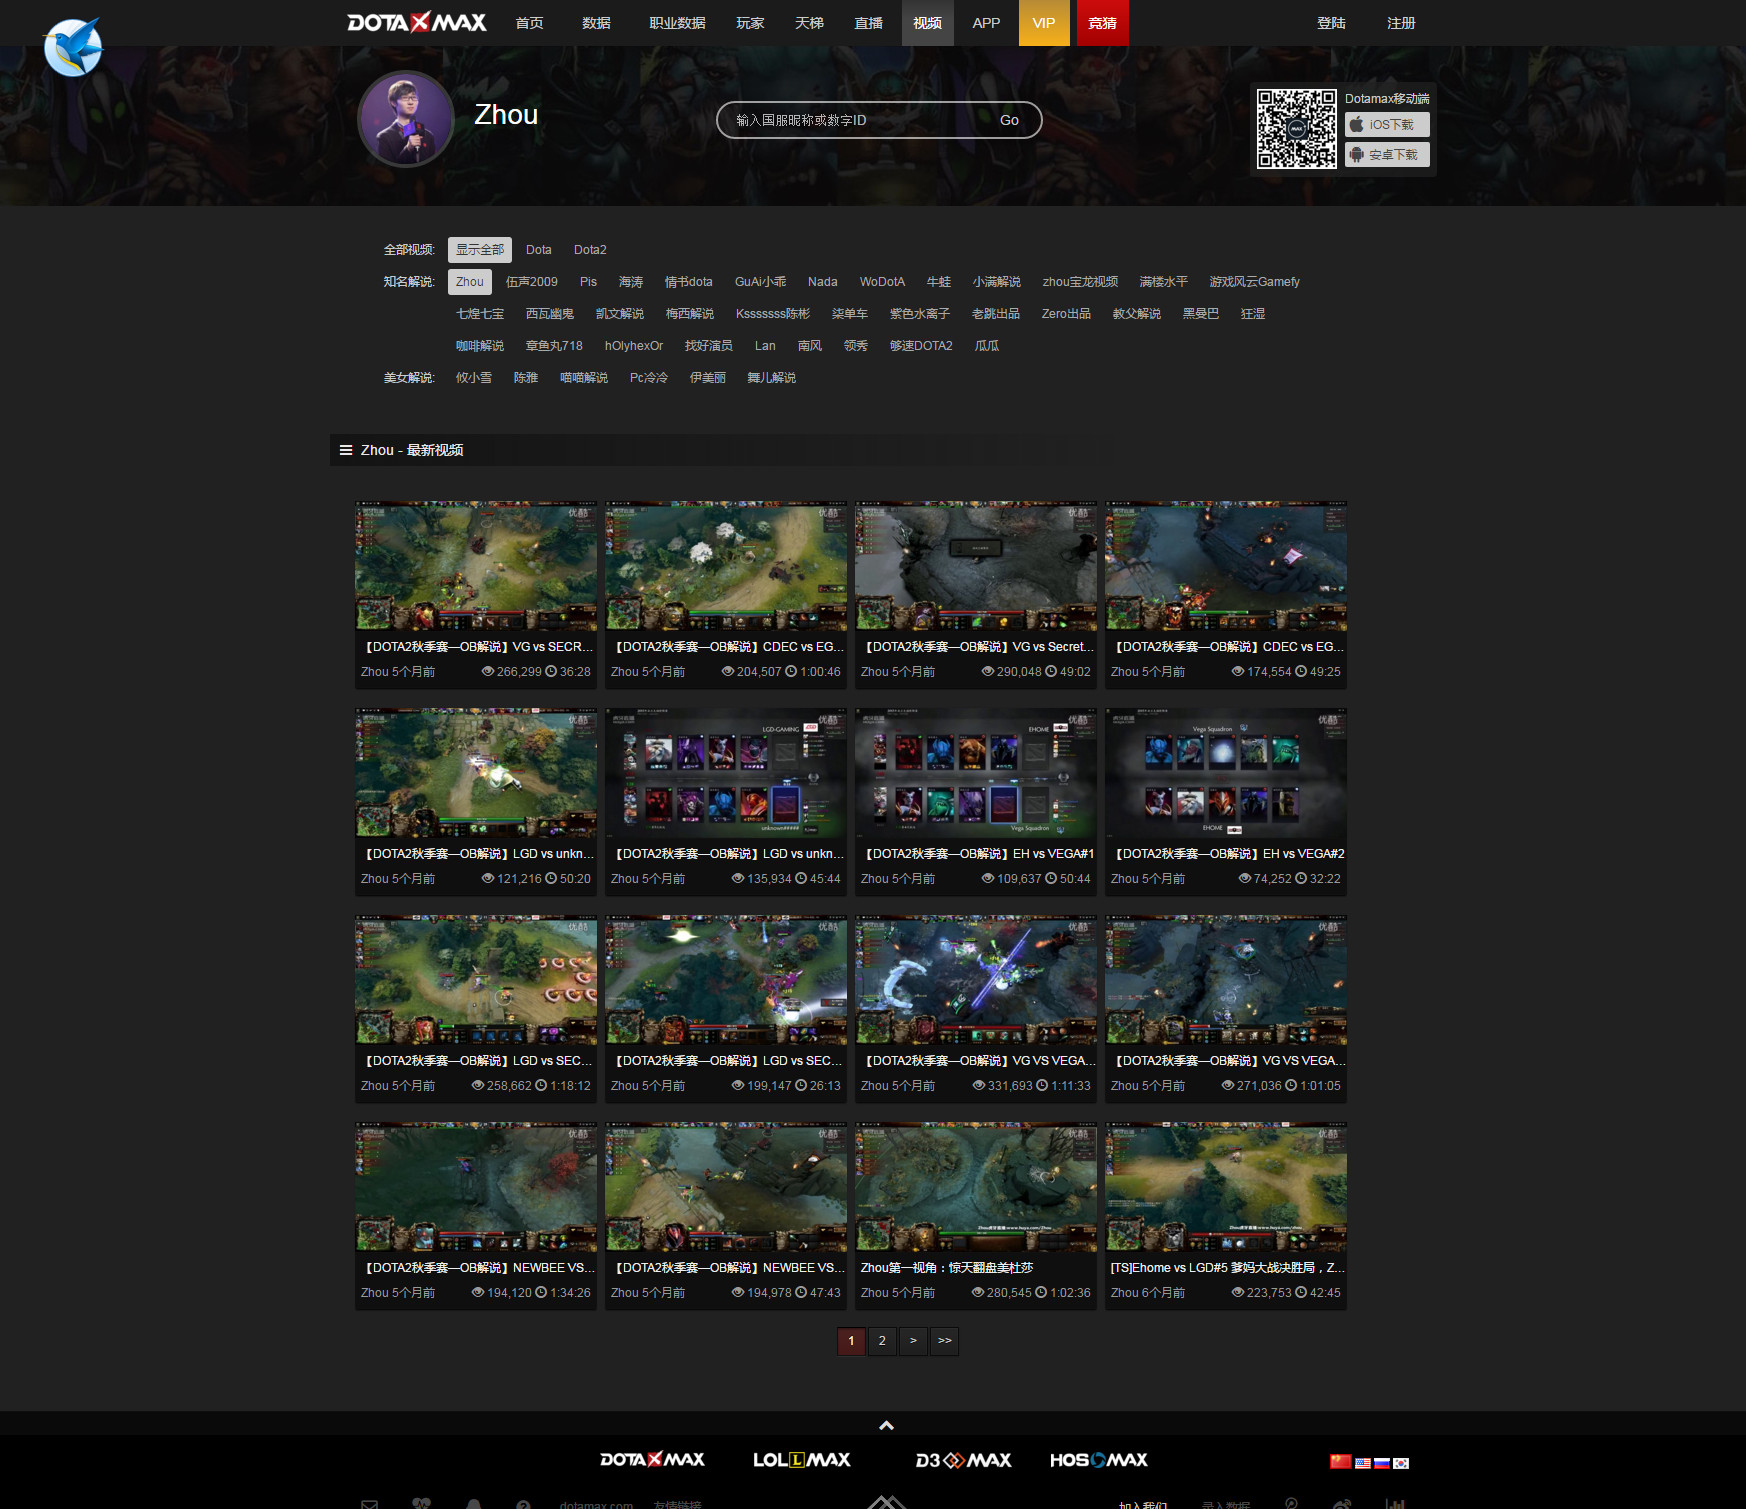 DOTAMAX 首页 数据 职业数据 玩家 天梯 直播 视频 APP VIP 竞猜 登陆 注册
Zhou
输入国服昵称或数字ID Go
Dotamax移动端
iOS下载
安卓下载
全部视频: 显示全部 Dota Dota2
知名解说: Zhou 伍声2009 Pis 海涛 情书dota GuAi小乖 Nada WoDotA 牛蛙 小满解说 zhou宝龙视频 满楼水平 游戏风云Gamefy
七煌七宝 西瓦幽鬼 凯文解说 梅西解说 Ksssssss陈彬 柒单车 紫色水离子 老跳出品 Zero出品 教父解说 黑曼巴 狂湿
咖啡解说 章鱼丸718 hOlyhexOr 找好演员 Lan 南风 领秀 够速DOTA2 瓜瓜
美女解说: 攸小雪 陈雅 喵喵解说 Pc冷冷 伊美丽 舞儿解说
Zhou - 最新视频
【DOTA2秋季赛—OB解说】VG vs SECR... 【DOTA2秋季赛—OB解说】CDEC vs EG... 【DOTA2秋季赛—OB解说】VG vs Secret... 【DOTA2秋季赛—OB解说】CDEC vs EG...
Zhou 5个月前 266,299 36:28 Zhou 5个月前 204,507 1:00:46 Zhou 5个月前 290,048 49:02 Zhou 5个月前 174,554 49:25
【DOTA2秋季赛—OB解说】LGD vs unkn... 【DOTA2秋季赛—OB解说】LGD vs unkn... 【DOTA2秋季赛—OB解说】EH vs VEGA#1 【DOTA2秋季赛—OB解说】EH vs VEGA#2
Zhou 5个月前 121,216 50:20 Zhou 5个月前 135,934 45:44 Zhou 5个月前 109,637 50:44 Zhou 5个月前 74,252 32:22
【DOTA2秋季赛—OB解说】LGD vs SEC... 【DOTA2秋季赛—OB解说】LGD vs SEC... 【DOTA2秋季赛—OB解说】VG VS VEGA... 【DOTA2秋季赛—OB解说】VG VS VEGA...
Zhou 5个月前 258,662 1:18:12 Zhou 5个月前 199,147 26:13 Zhou 5个月前 331,693 1:11:33 Zhou 5个月前 271,036 1:01:05
【DOTA2秋季赛—OB解说】NEWBEE VS... 【DOTA2秋季赛—OB解说】NEWBEE VS... Zhou第一视角：惊天翻盘美杜莎 [TS]Ehome vs LGD#5 爹妈大战决胜局，Z...
Zhou 5个月前 194,120 1:34:26 Zhou 5个月前 194,978 47:43 Zhou 5个月前 280,545 1:02:36 Zhou 6个月前 223,753 42:45
1 2 > >>
DOTAMAX LOLLMAX D3MAX HOSMAX
dotamax.com 友情链接 加入我们 录入数据